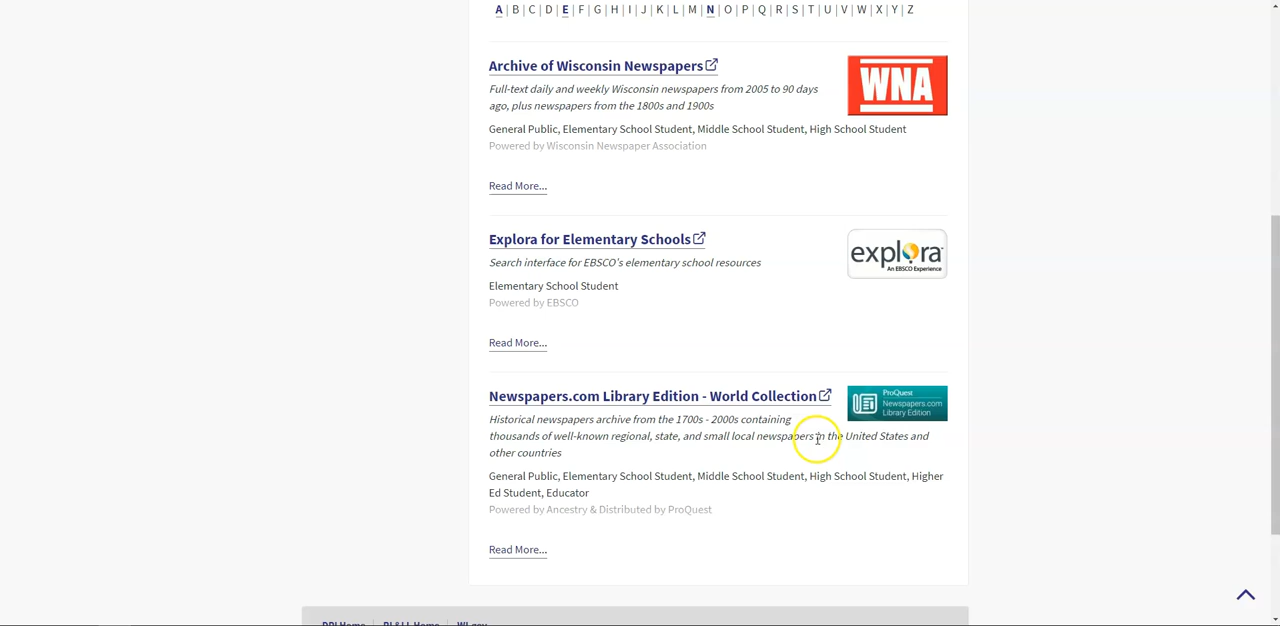 A | B | C | D | E | F | G | H | I | J | K | L | M | N | O | P | Q | R | S | T | U | V | W | X | Y | Z
Archive of Wisconsin Newspapers
WNA
Full-text daily and weekly Wisconsin newspapers from 2005 to 90 days
ago, plus newspapers from the 1800s and 1900s
General Public, Elementary School Student, Middle School Student, High School Student
Powered by Wisconsin Newspaper Association
Read More...
Explora for Elementary Schools
explora
An EBSCO Experience
Search interface for EBSCO's elementary school resources
Elementary School Student
Powered by EBSCO
Read More...
Newspapers.com Library Edition - World Collection
ProQuest
Newspapers.com
Library Edition
Historical newspapers archive from the 1700s - 2000s containing
thousands of well-known regional, state, and small local newspapers in the United States and
other countries
General Public, Elementary School Student, Middle School Student, High School Student, Higher
Ed Student, Educator
Powered by Ancestry & Distributed by ProQuest
Read More...